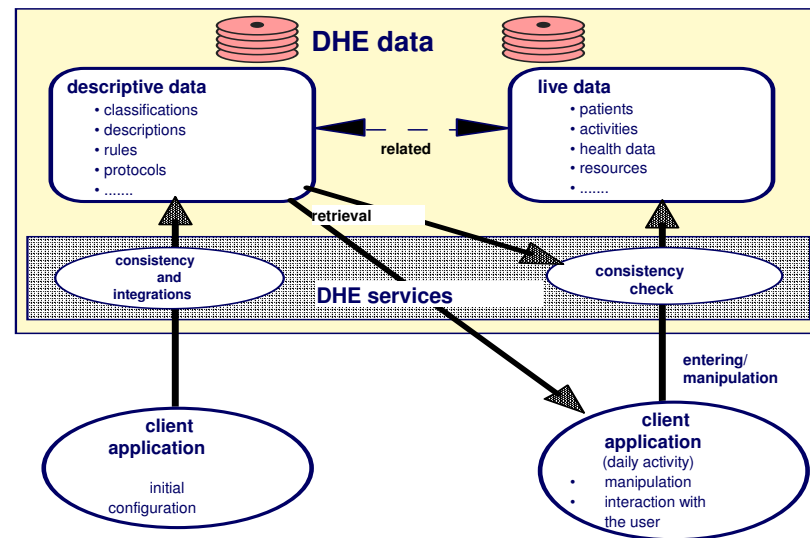 DHE data
descriptive data
• classifications
• descriptions
• rules
• protocols
• .......
live data
• patients
• activities
• health data
• resources
• .......
related
retrieval
consistency
and
integrations
DHE services
consistency
check
entering/
manipulation
client
application
initial
configuration
client
application
(daily activity)
• manipulation
• interaction with
the user